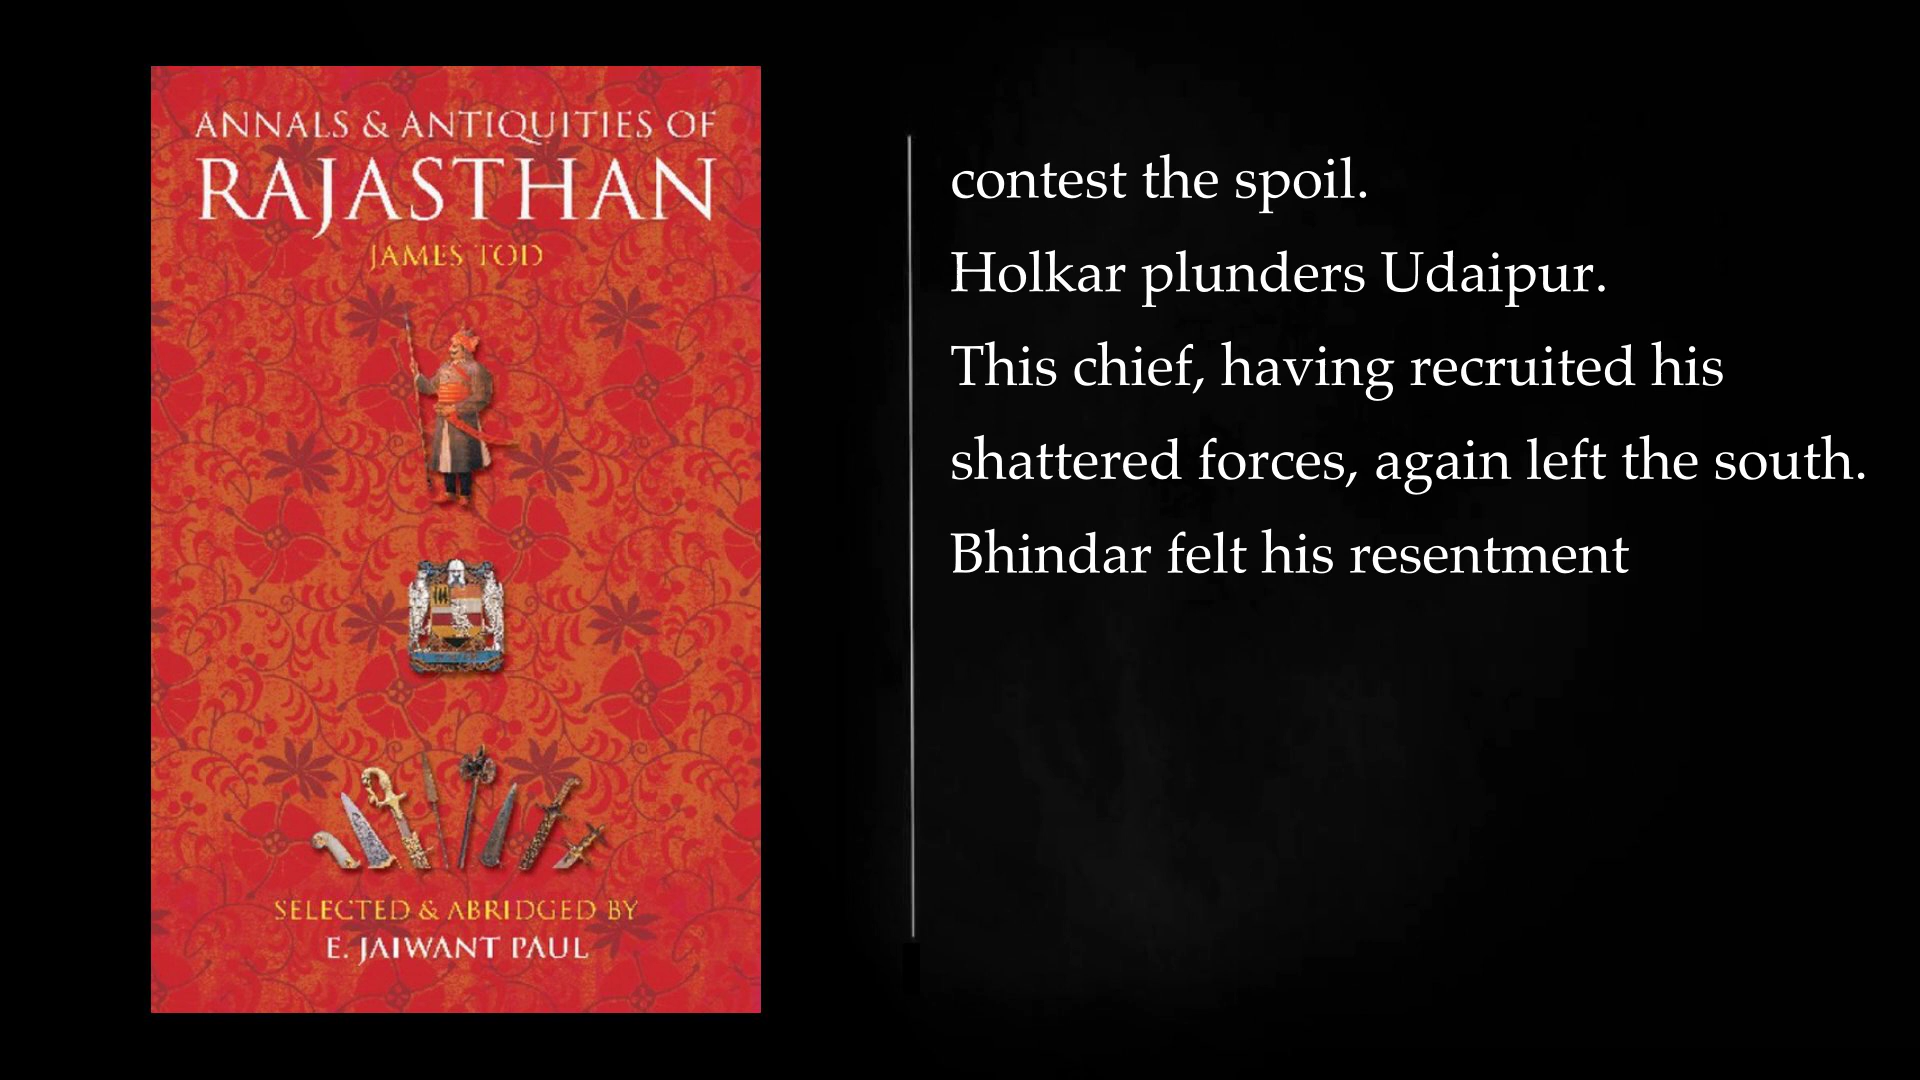 ANNALS & ANTIQUITIES OF
RAJASTHAN
JAMES TOD
SELECTED & ABRIDGED BY
E. JAIWANT PAUL
contest the spoil.
Holkar plunders Udaipur.
This chief, having recruited his
shattered forces, again left the south.
Bhindar felt his resentment